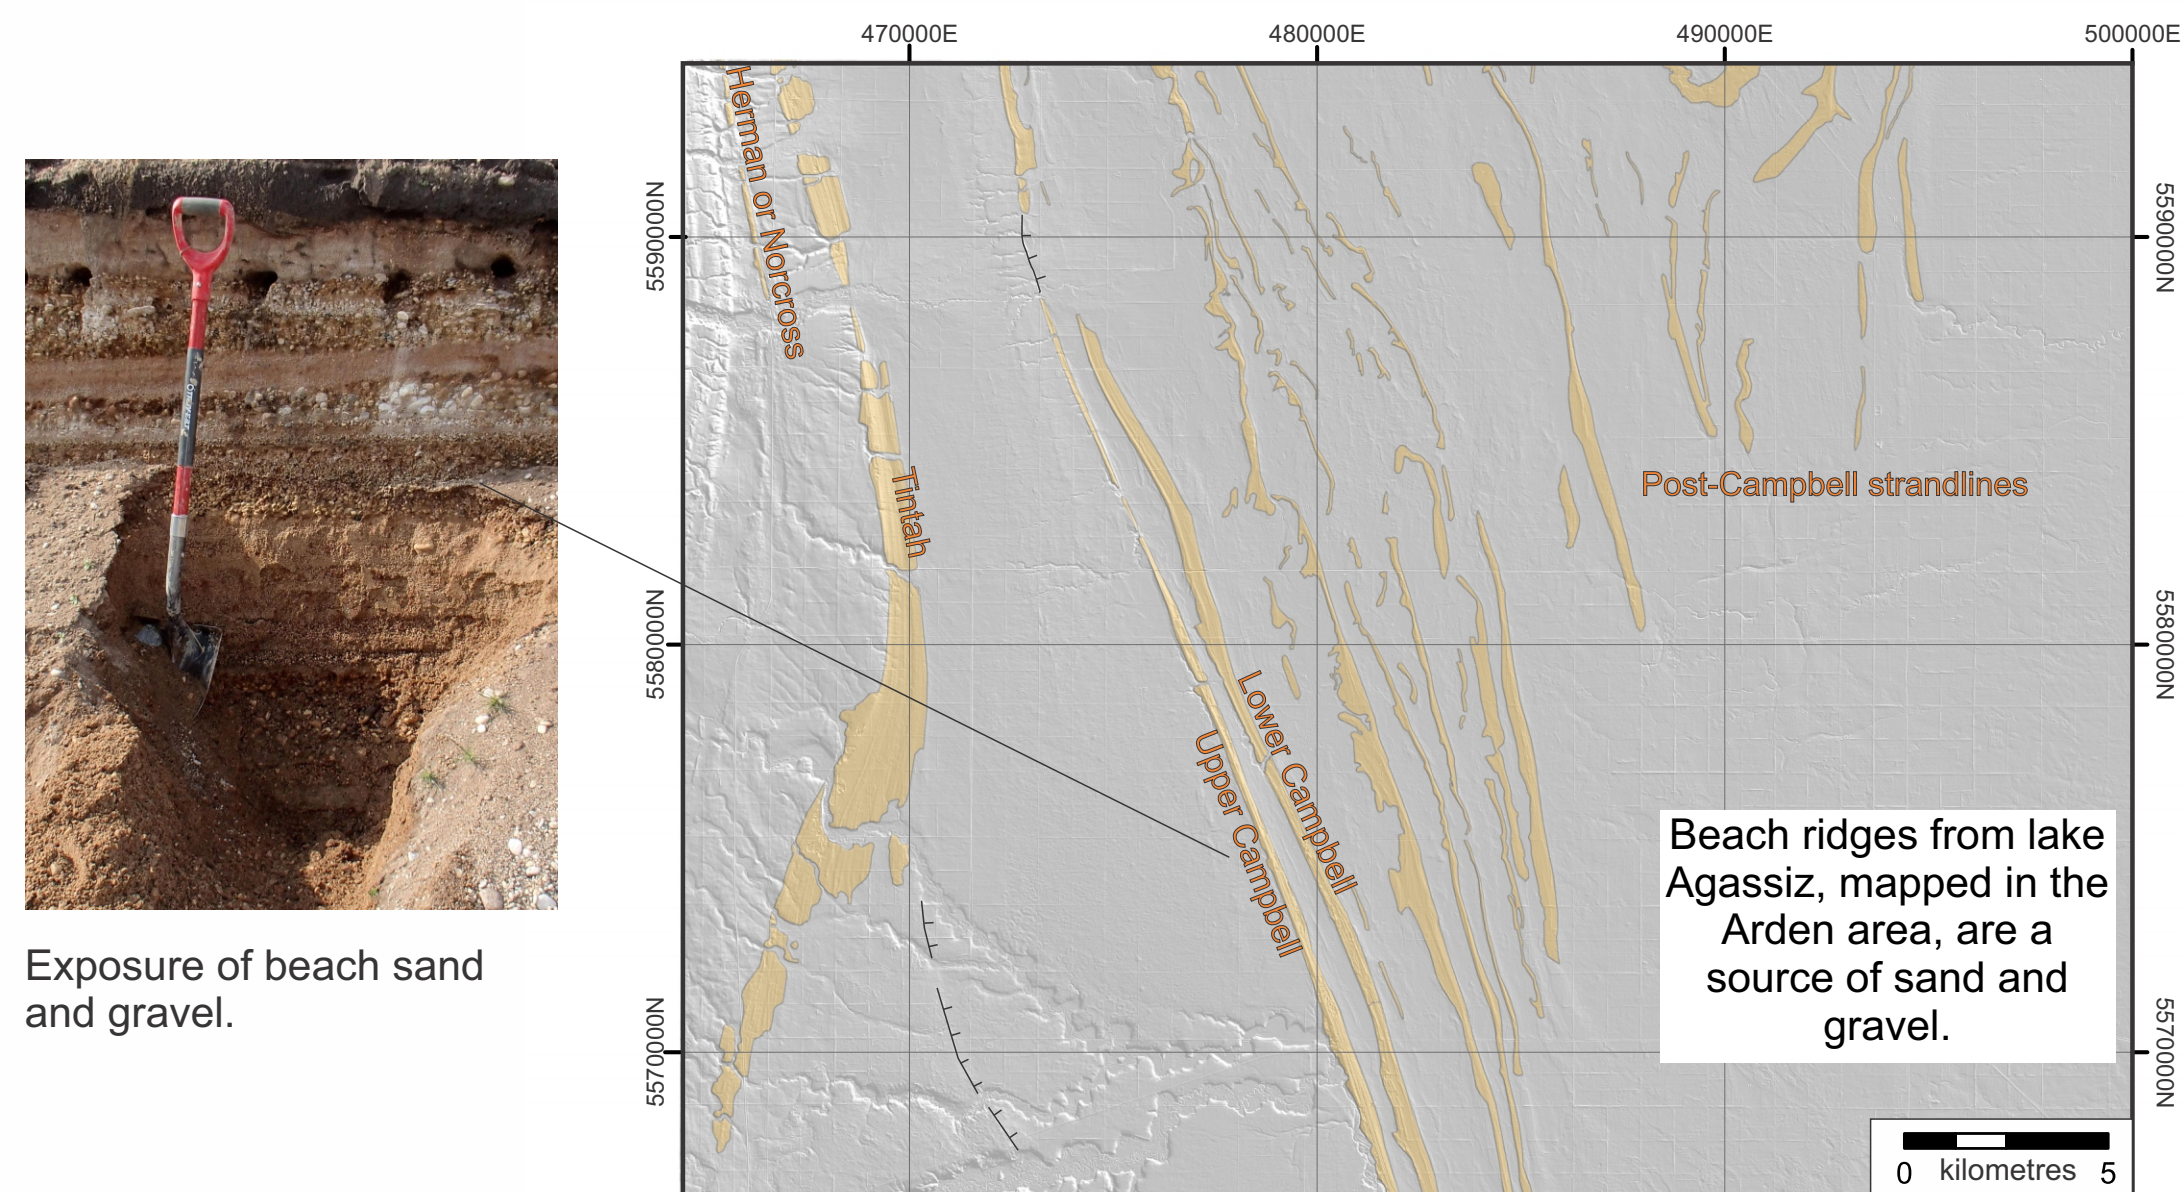 470000E
480000E
490000E
500000E
5590000N
5590000N
Herman or Norcross
Tintah
Post-Campbell strandlines
5580000N
5580000N
Lower Campbell
Upper Campbell
Beach ridges from lake
Agassiz, mapped in the
Arden area, are a
source of sand and
gravel.
Exposure of beach sand
and gravel.
5570000N
5570000N
0 kilometres 5